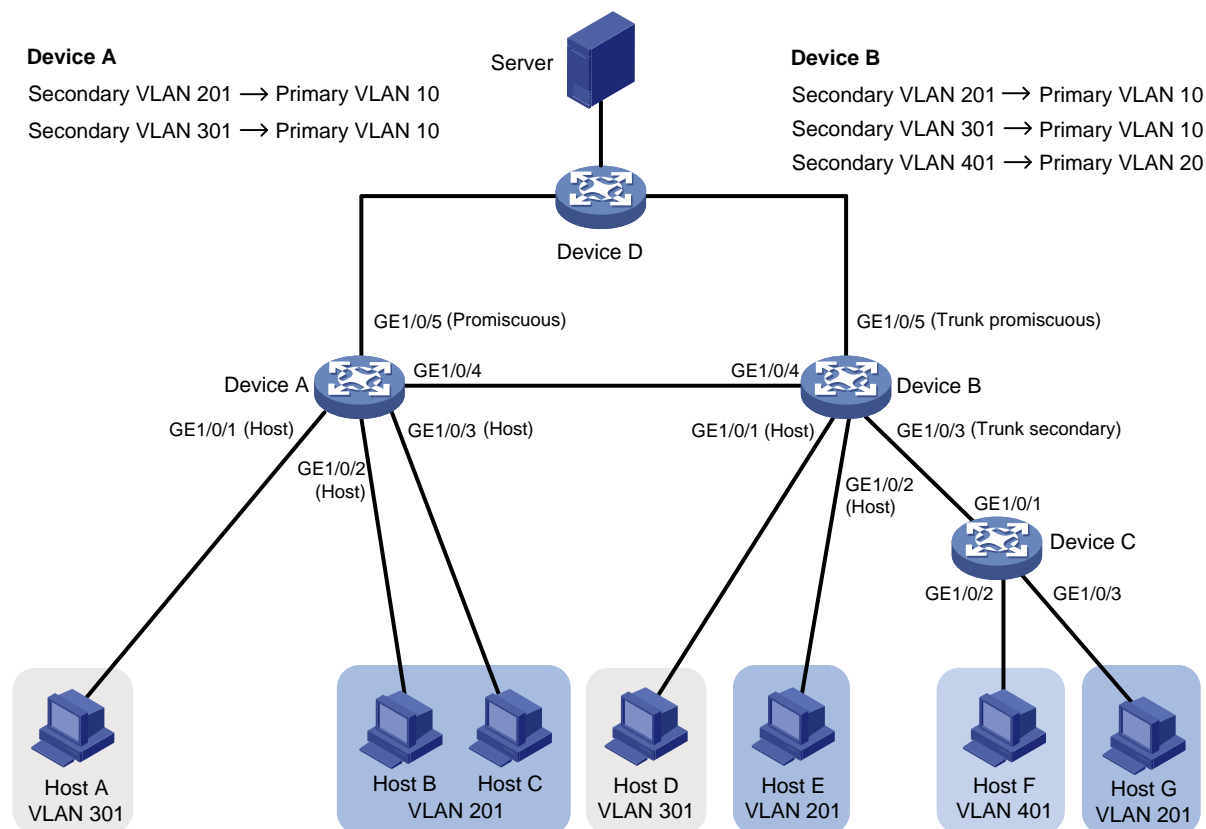 Device A
Secondary VLAN 201 → Primary VLAN 10
Secondary VLAN 301 → Primary VLAN 10
Server
Device B
Secondary VLAN 201 → Primary VLAN 10
Secondary VLAN 301 → Primary VLAN 10
Secondary VLAN 401 → Primary VLAN 20
Device D
GE1/0/5 (Promiscuous)
GE1/0/5 (Trunk promiscuous)
Device A
GE1/0/4
GE1/0/4
Device B
GE1/0/1 (Host)
GE1/0/3 (Host)
GE1/0/1 (Host)
GE1/0/3 (Trunk secondary)
GE1/0/2
(Host)
GE1/0/2
(Host)
GE1/0/1
Device C
GE1/0/2
GE1/0/3
Host A
VLAN 301
Host B
Host C
VLAN 201
Host D
VLAN 301
Host E
VLAN 201
Host F
VLAN 401
Host G
VLAN 201